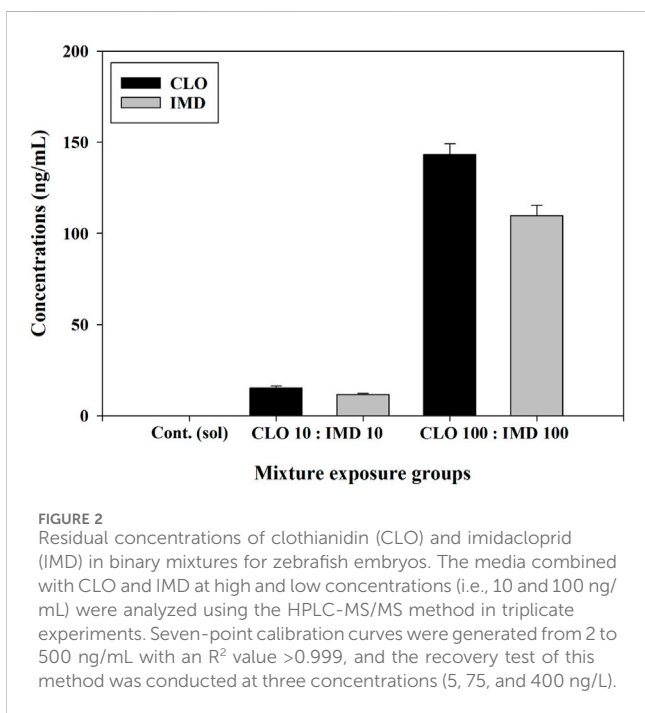 200
CLO
IMD
150
100
50
0
Concentrations (ng/mL)
Cont. (sol) CLO 10 : IMD 10 CLO 100 : IMD 100
Mixture exposure groups
FIGURE 2
Residual concentrations of clothianidin (CLO) and imidacloprid
(IMD) in binary mixtures for zebrafish embryos. The media combined
with CLO and IMD at high and low concentrations (i.e., 10 and 100 ng/
mL) were analyzed using the HPLC-MS/MS method in triplicate
experiments. Seven-point calibration curves were generated from 2 to
500 ng/mL with an R² value >0.999, and the recovery test of this
method was conducted at three concentrations (5, 75, and 400 ng/L).